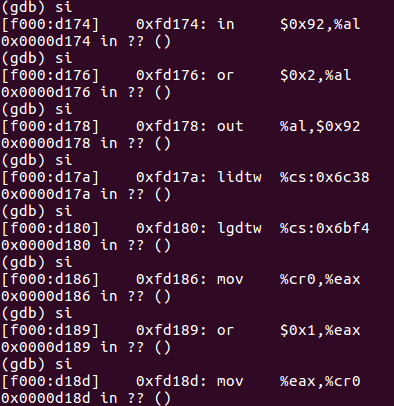 (gdb) si
[f000:d174]    0xfd174: in     $0x92,%al
0x0000d174 in ?? ()
(gdb) si
[f000:d176]    0xfd176: or     $0x2,%al
0x0000d176 in ?? ()
(gdb) si
[f000:d178]    0xfd178: out    %al,$0x92
0x0000d178 in ?? ()
(gdb) si
[f000:d17a]    0xfd17a: lidtw  %cs:0x6c38
0x0000d17a in ?? ()
(gdb) si
[f000:d180]    0xfd180: lgdtw  %cs:0x6bf4
0x0000d180 in ?? ()
(gdb) si
[f000:d186]    0xfd186: mov    %cr0,%eax
0x0000d186 in ?? ()
(gdb) si
[f000:d189]    0xfd189: or     $0x1,%eax
0x0000d189 in ?? ()
(gdb) si
[f000:d18d]    0xfd18d: mov    %eax,%cr0
0x0000d18d in ?? ()